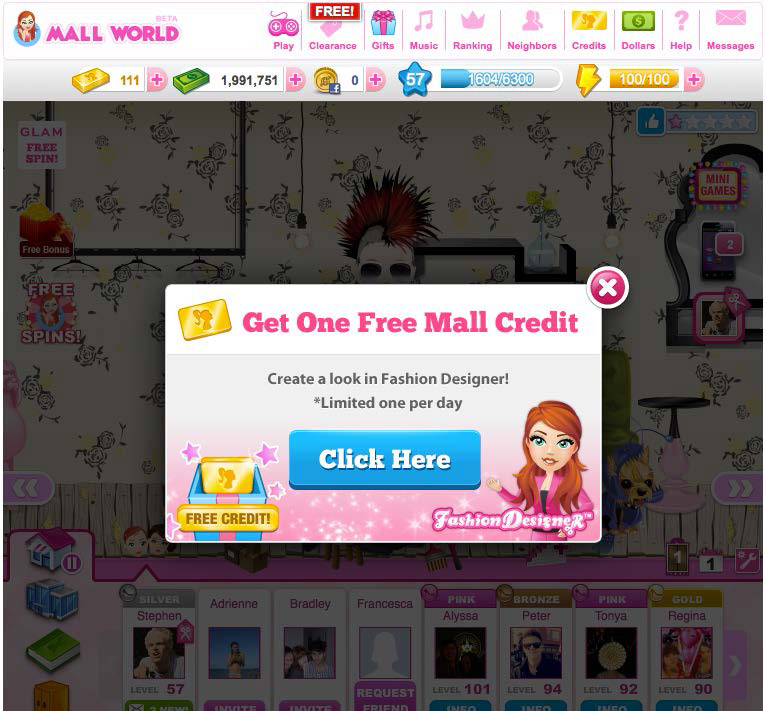 BETA
MALL WORLD
Play
FREE!
Clearance
Gifts
Music
Ranking
Neighbors
Credits
Dollars
Help
Messages
111
1,991,751
0
57
1604/6300
100/100
GLAM
FREE
SPIN!
Free Bonus
FREE
SPINS!
MINI
GAMES
2
Get One Free Mall Credit
Create a look in Fashion Designer!
*Limited one per day
Click Here
FREE CREDIT!
Fashion Designer™
1
1
SILVER
Stephen
LEVEL 57
2 NEW!
Adrienne
INVITE
Bradley
INVITE
Francesca
REQUEST
FRIEND
PINK
Alyssa
LEVEL 101
INFO
BRONZE
Peter
LEVEL 94
INFO
PINK
Tonya
LEVEL 92
INFO
GOLD
Regina
LEVEL 90
INFO